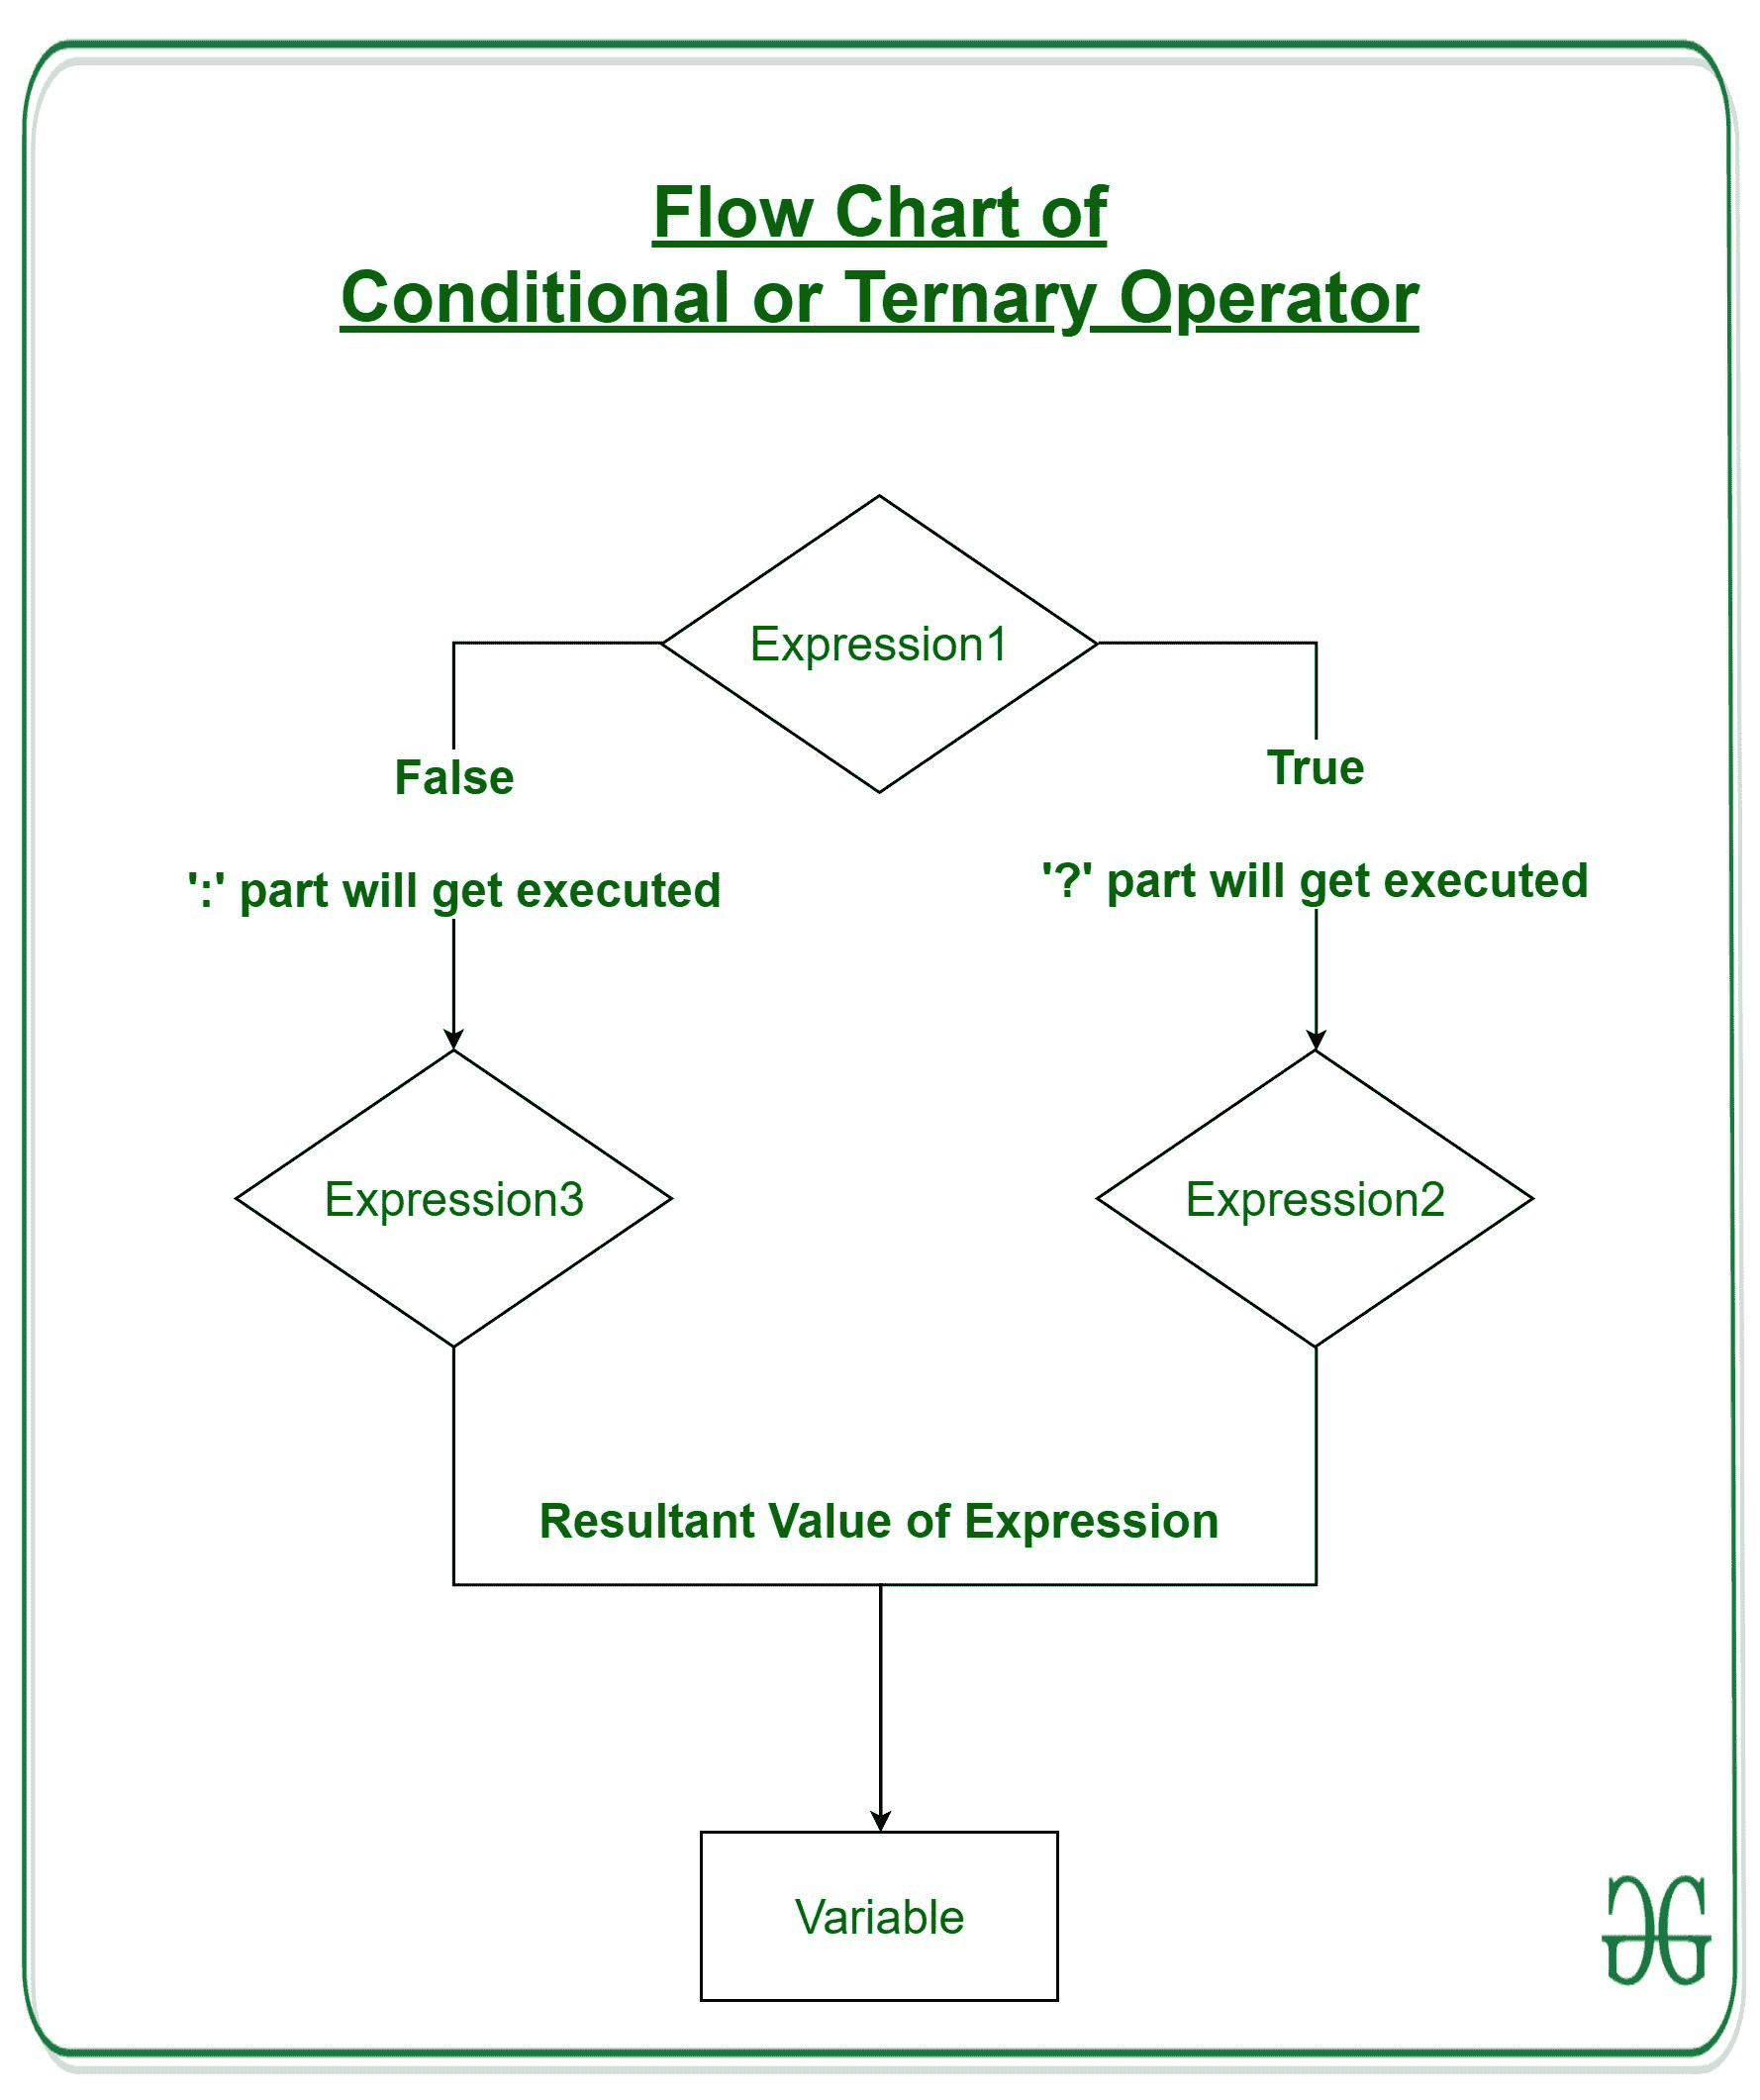 Flow Chart of
Conditional or Ternary Operator
Expression1
False
True
':' part will get executed
'?' part will get executed
Expression3
Expression2
Resultant Value of Expression
Variable